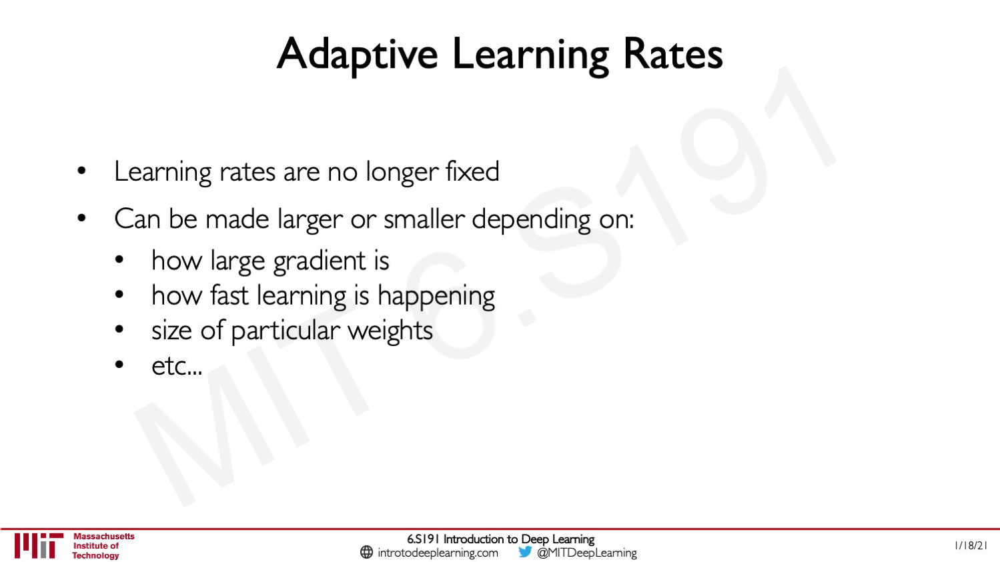 Adaptive Learning Rates
• Learning rates are no longer fixed
• Can be made larger or smaller depending on:
• how large gradient is
• how fast learning is happening
• size of particular weights
• etc...
MIT 6.S191
Massachusetts
Institute of
Technology
6.S191 Introduction to Deep Learning
introtodeeplearning.com @MITDeepLearning
1/18/21